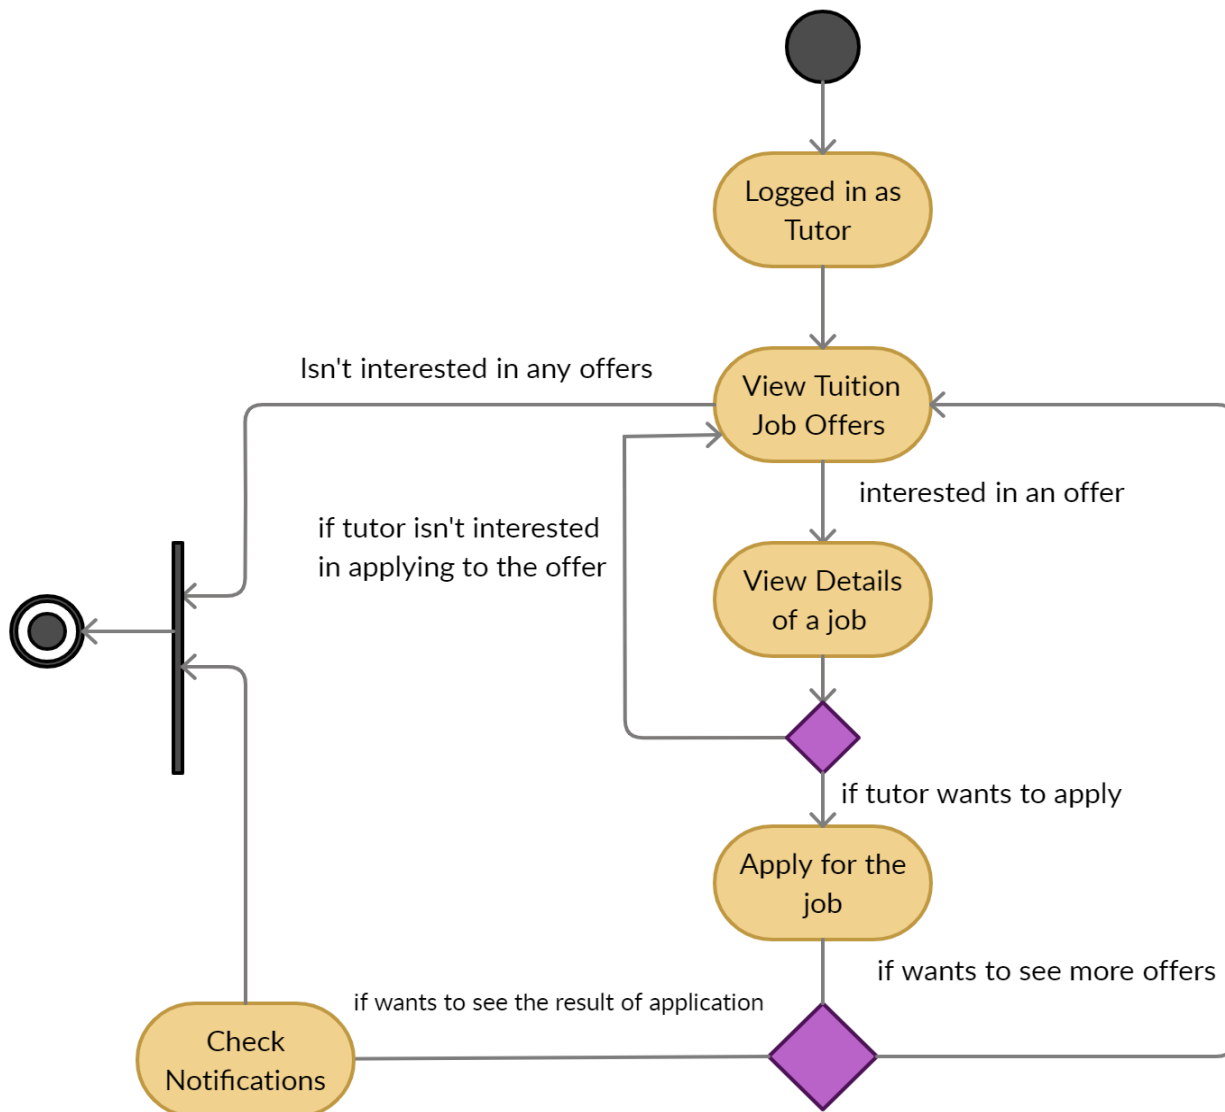 Logged in as
Tutor
Isn't interested in any offers
View Tuition
Job Offers
interested in an offer
if tutor isn't interested
in applying to the offer
View Details
of a job
if tutor wants to apply
Apply for the
job
if wants to see more offers
if wants to see the result of application
Check
Notifications